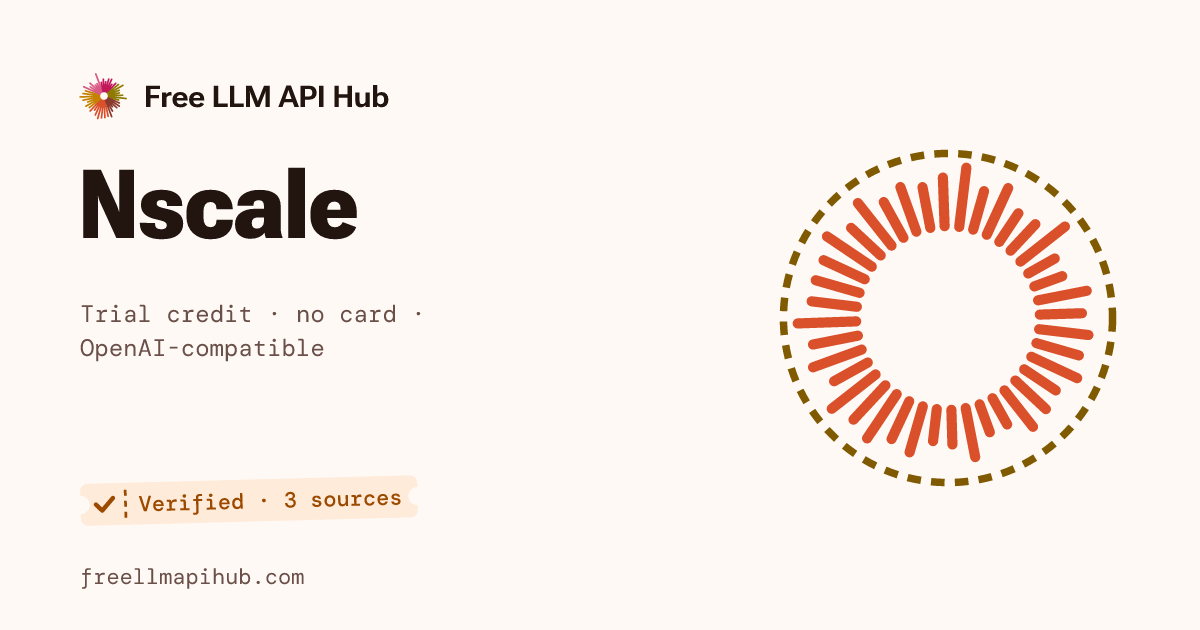 Free LLM API Hub
Nscale
Trial credit · no card ·
OpenAI-compatible
Verified · 3 sources
freellmapihub.com